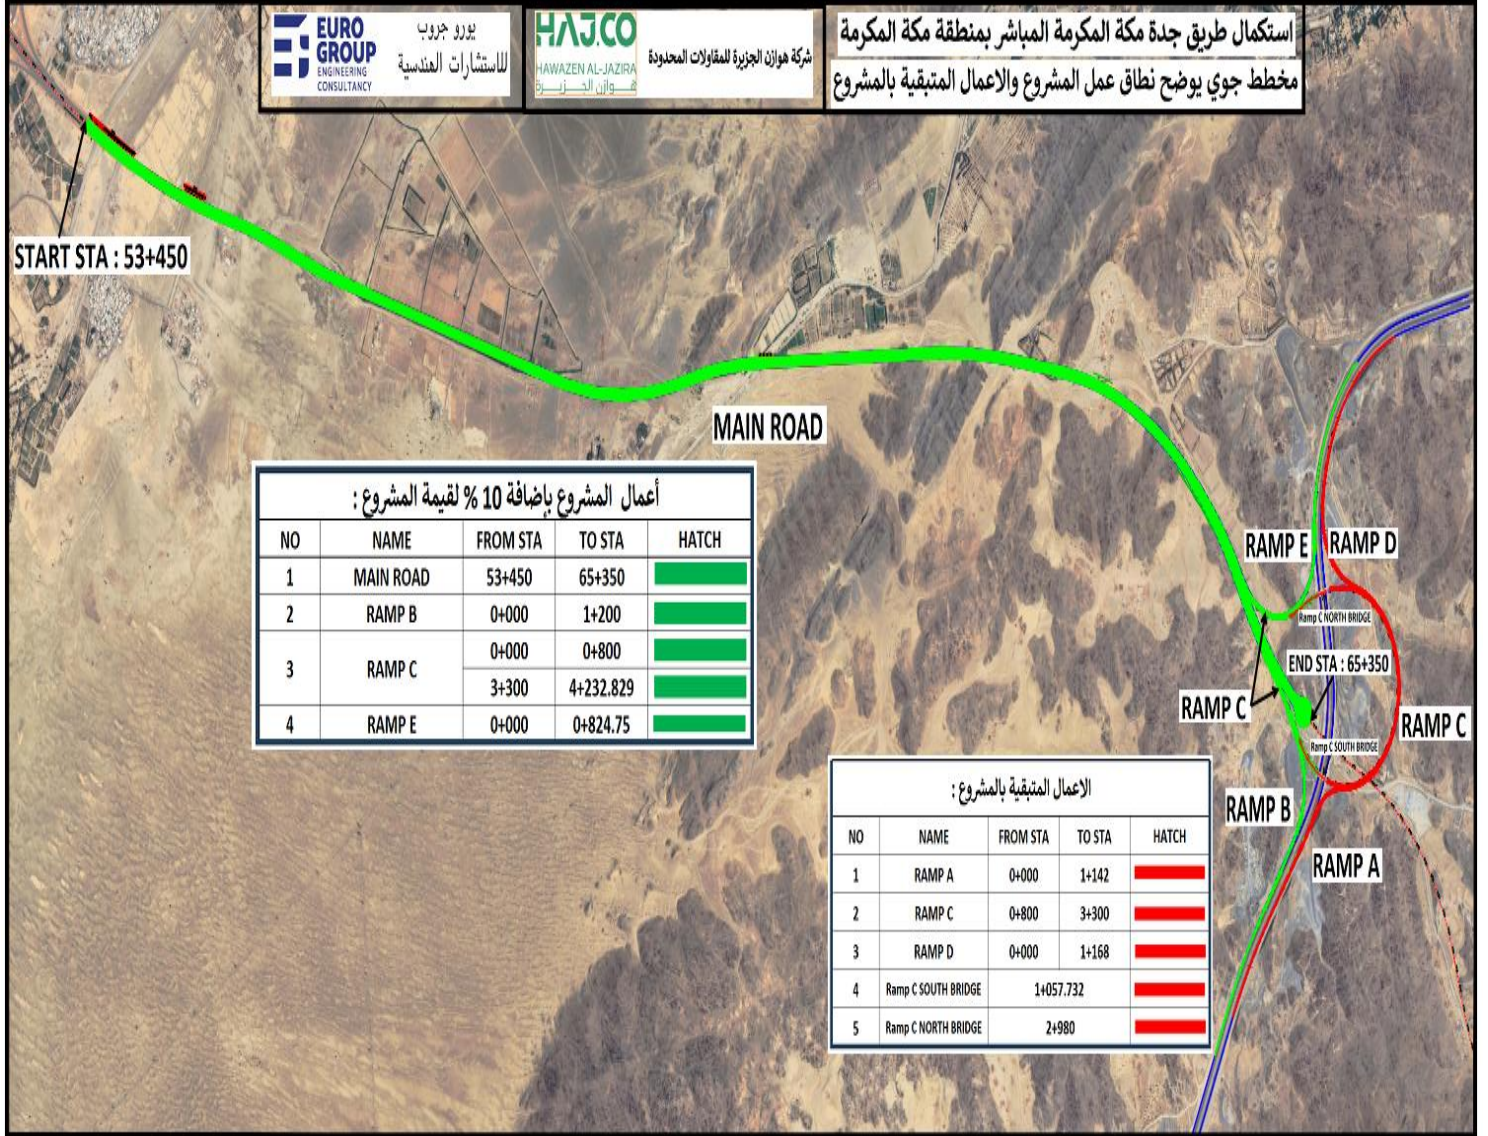 EURO
GROUP
ENGINEERING
CONSULTANCY
يورو جروب
للاستشارات الهندسية
HAJ.CO
HAWAZEN AL-JAZIRA
هــوازن الجــزيــرة
شركة هوازن الجزيرة للمقاولات المحدودة
استكمال طريق جدة مكة المكرمة المباشر بمنطقة مكة المكرمة
مخطط جوي يوضح نطاق عمل المشروع والاعمال المتبقية بالمشروع
START STA : 53+450
MAIN ROAD
أعمال المشروع بإضافة 10 % لقيمة المشروع :
NO NAME FROM STA TO STA HATCH
1 MAIN ROAD 53+450 65+350
2 RAMP B 0+000 1+200
3 RAMP C 0+000 0+800
3+300 4+232.829
4 RAMP E 0+000 0+824.75
RAMP E
RAMP D
Ramp C NORTH BRIDGE
END STA : 65+350
RAMP C
RAMP C
Ramp C SOUTH BRIDGE
RAMP B
RAMP A
الاعمال المتبقية بالمشروع :
NO NAME FROM STA TO STA HATCH
1 RAMP A 0+000 1+142
2 RAMP C 0+800 3+300
3 RAMP D 0+000 1+168
4 Ramp C SOUTH BRIDGE 1+057.732
5 Ramp C NORTH BRIDGE 2+980